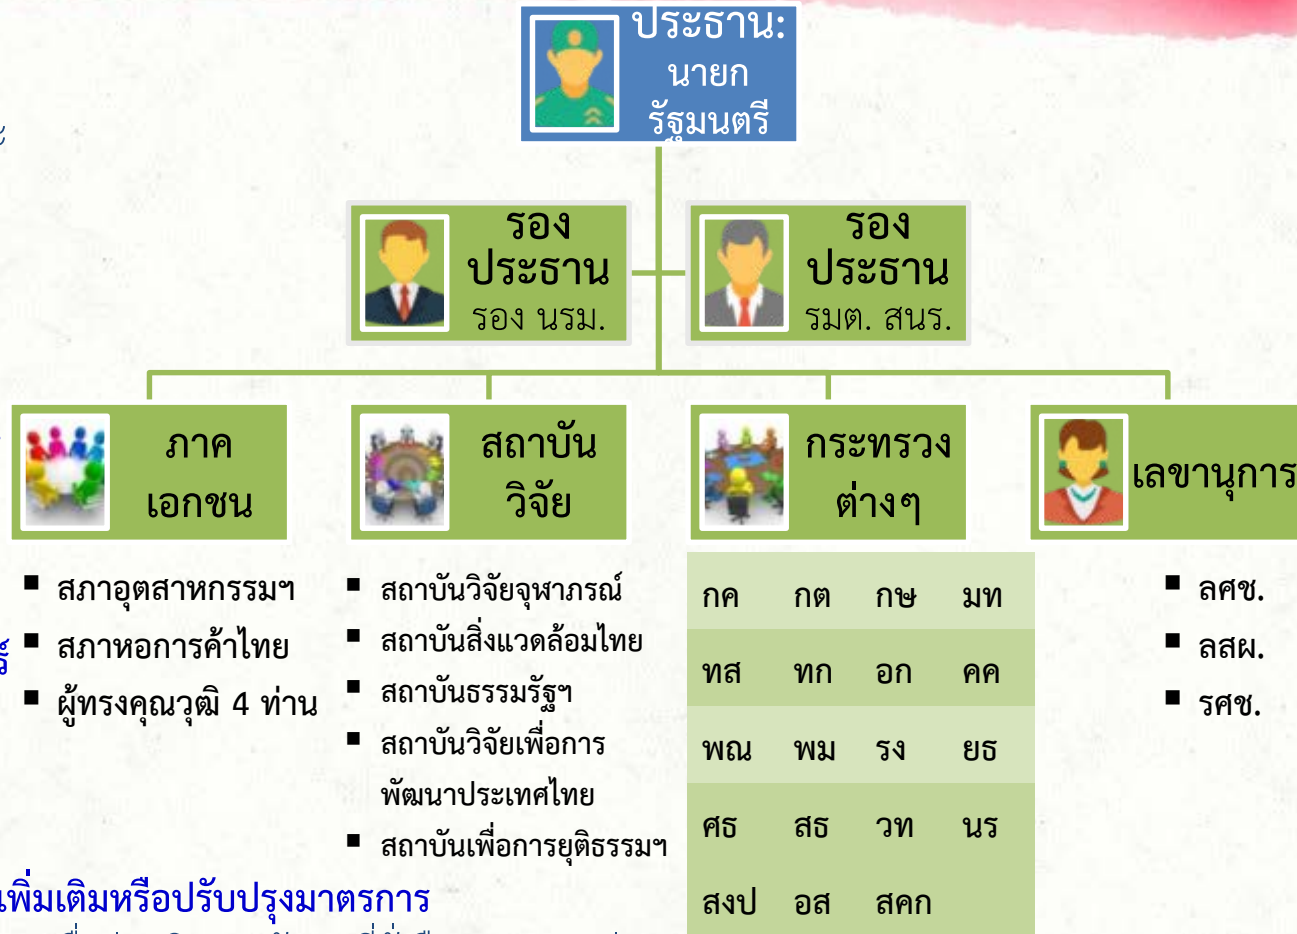 ประธาน:
นายก
รัฐมนตรี
รอง
ประธาน
รอง นรม.
รอง
ประธาน
รมต. สนร.
ภาค
เอกชน
สถาบัน
วิจัย
กระทรวง
ต่างๆ
เลขานุการ
▪ สภาอุตสาหกรรมฯ
▪ สภาหอการค้าไทย
▪ ผู้ทรงคุณวุฒิ 4 ท่าน
▪ สถาบันวิจัยจุฬาภรณ์
▪ สถาบันสิ่งแวดล้อมไทย
▪ สถาบันธรรมรัฐฯ
▪ สถาบันวิจัยเพื่อการ
พัฒนาประเทศไทย
▪ สถาบันเพื่อการยุติธรรมฯ
กค กต กษ มท
ทส ทก อก คค
พณ พม รง ยธ
ศธ สธ วท นร
สงป อส สคก
▪ ลศช.
▪ ลสผ.
▪ รศช.
เพิ่มเติมหรือปรับปรุงมาตรการ